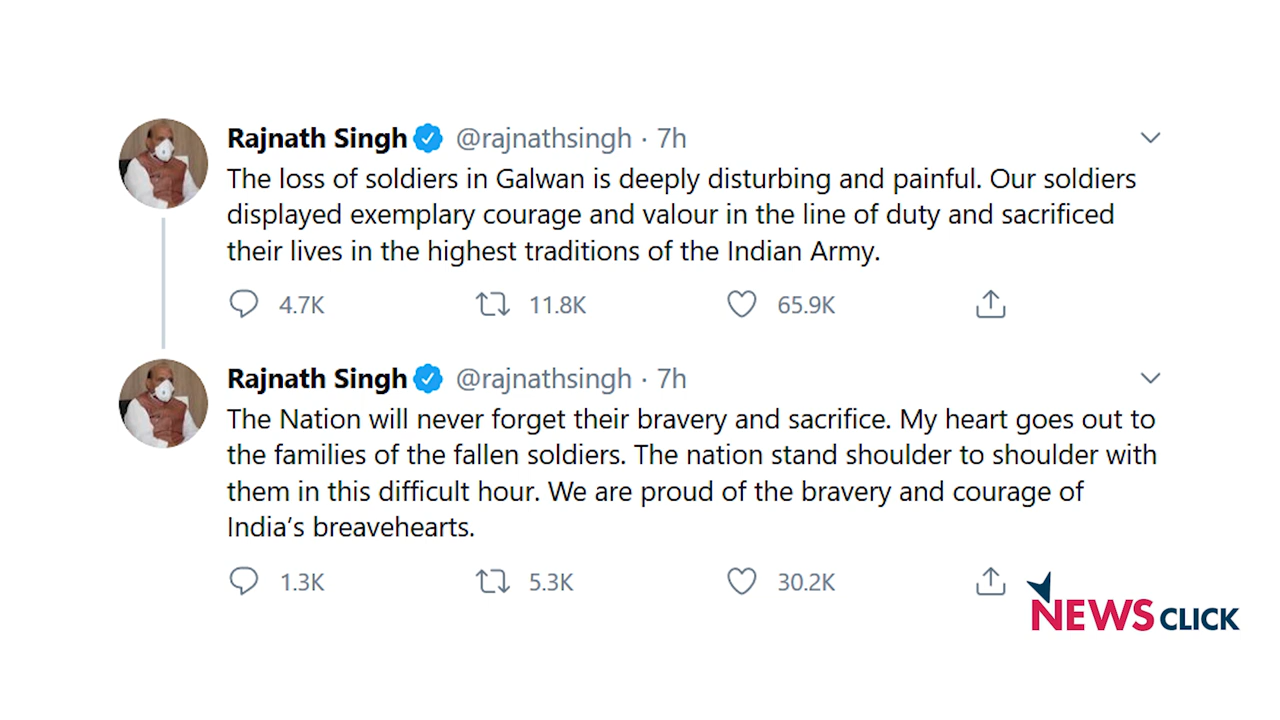 Rajnath Singh @rajnathsingh · 7h
The loss of soldiers in Galwan is deeply disturbing and painful. Our soldiers
displayed exemplary courage and valour in the line of duty and sacrificed
their lives in the highest traditions of the Indian Army.
4.7K 11.8K 65.9K
Rajnath Singh @rajnathsingh · 7h
The Nation will never forget their bravery and sacrifice. My heart goes out to
the families of the fallen soldiers. The nation stand shoulder to shoulder with
them in this difficult hour. We are proud of the bravery and courage of
India’s breavehearts.
1.3K 5.3K 30.2K
NEWSCLICK